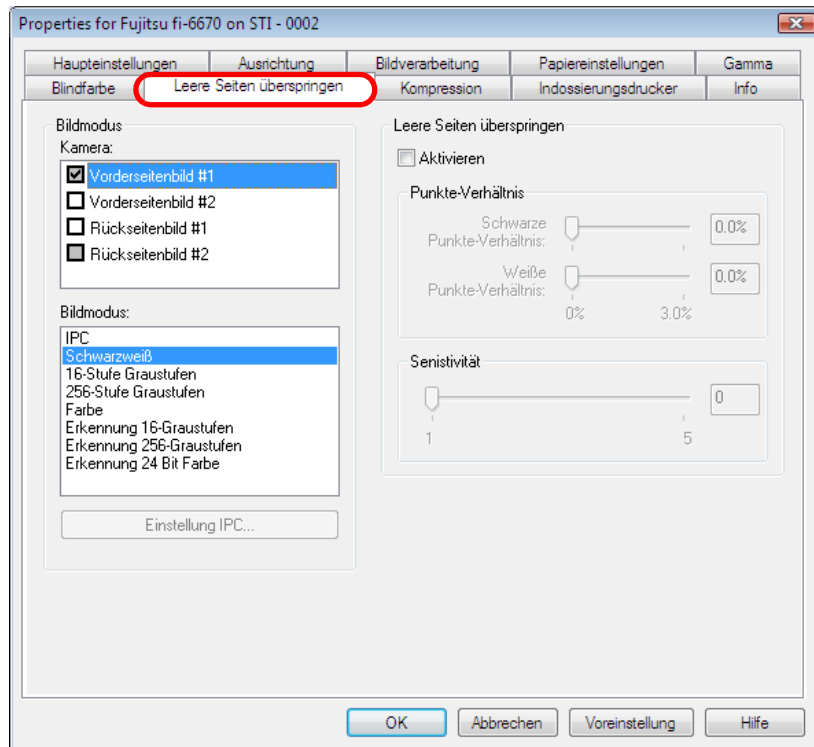 Properties for Fujitsu fi-6670 on STI - 0002
Haupteinstellungen Ausrichtung Bildverarbeitung Papiereinstellungen Gamma
Blindfarbe Leere Seiten überspringen Kompression Indossierungsdrucker Info
Bildmodus
Kamera:
Vorderseitenbild #1
Vorderseitenbild #2
Rückseitenbild #1
Rückseitenbild #2
Bildmodus:
IPC
Schwarzweiß
16-Stufe Graustufen
256-Stufe Graustufen
Farbe
Erkennung 16-Graustufen
Erkennung 256-Graustufen
Erkennung 24 Bit Farbe
Einstellung IPC...
Leere Seiten überspringen
Aktivieren
Punkte-Verhältnis
Schwarze
Punkte-Verhältnis:
0.0%
Weiße
Punkte-Verhältnis:
0.0%
0% 3.0%
Senistivität
0
1 5
OK Abbrechen Voreinstellung Hilfe